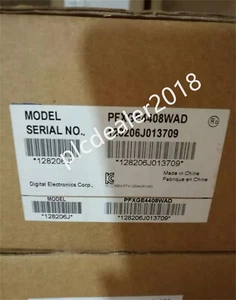 MODEL PFXGE4408WAD
SERIAL NO., 128206J013709
plcdealer2018
*128206J* *128206J013709*
Digital Electronics Corp., Made in China
Fabriqué en Chine
MODEL PFXGE4408WAD
*128206J* *128206J013709*